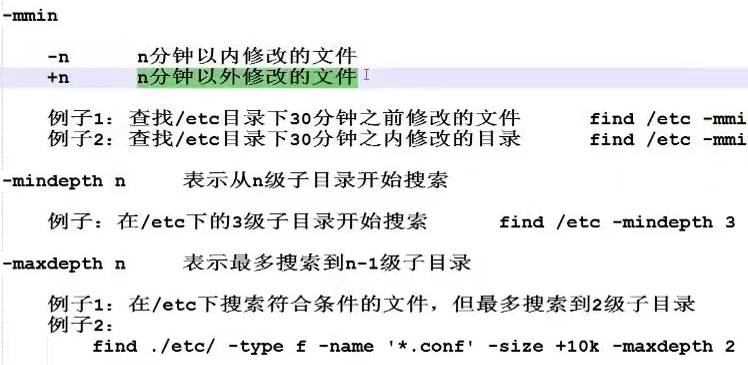 -mmin
-n n分钟以内修改的文件
+n n分钟以外修改的文件
例子1：查找/etc目录下30分钟之前修改的文件 find /etc -mmi
例子2：查找/etc目录下30分钟之内修改的目录 find /etc -mmi
-mindepth n 表示从n级子目录开始搜索
例子：在/etc下的3级子目录开始搜索 find /etc -mindepth 3
-maxdepth n 表示最多搜索到n-1级子目录
例子1：在/etc下搜索符合条件的文件，但最多搜索到2级子目录
例子2：
find ./etc/ -type f -name '*.conf' -size +10k -maxdepth 2